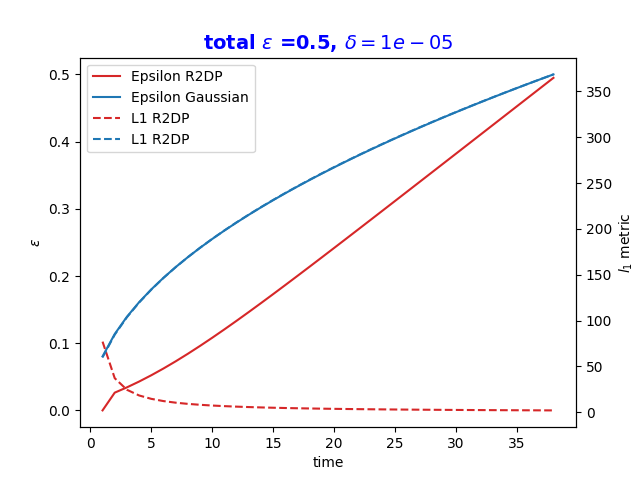 total ε =0.5, δ = 1e − 05
Epsilon R2DP
Epsilon Gaussian
L1 R2DP
L1 R2DP
0.5
0.4
0.3
0.2
0.1
0.0
ε
350
300
250
200
150
100
50
0
l₁ metric
0 5 10 15 20 25 30 35
time